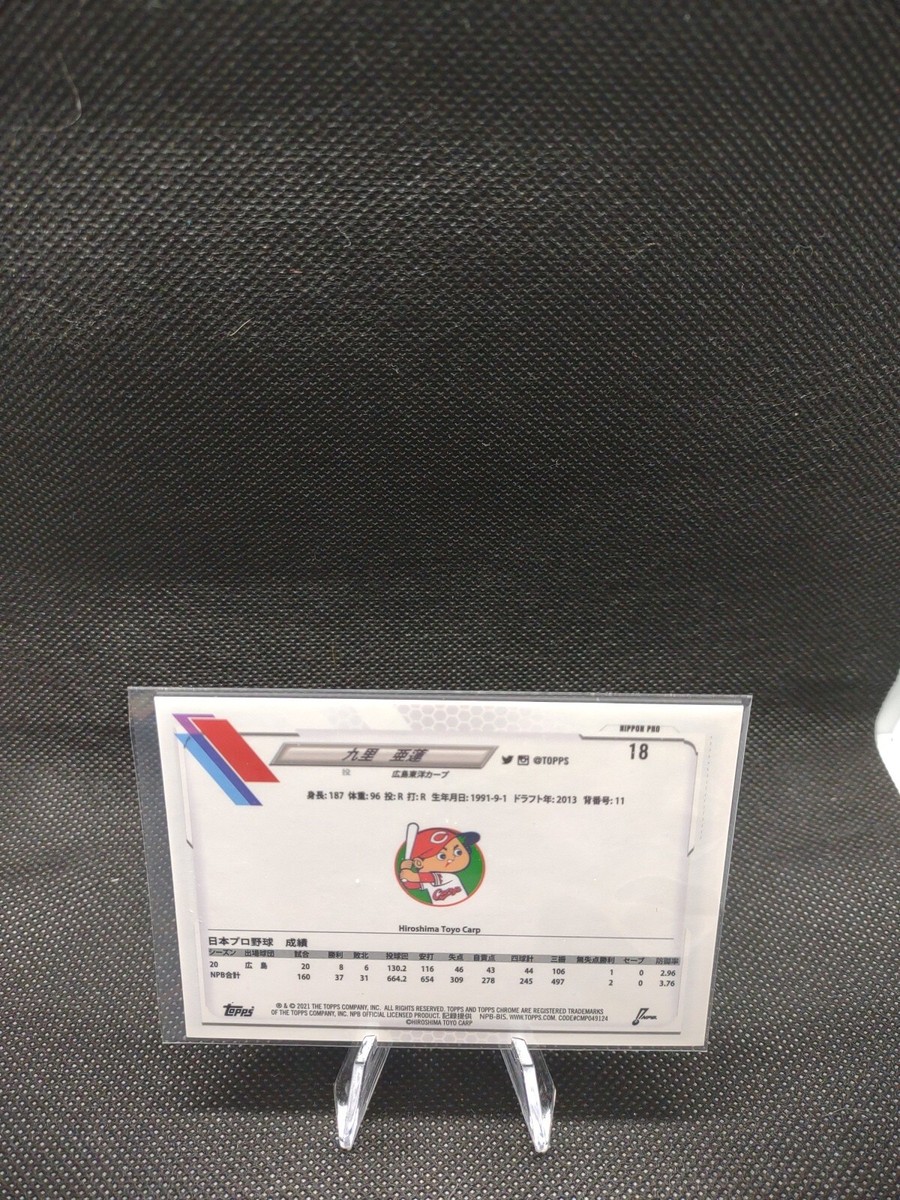 NIPPON PRO
18
九里 亜蓮
@TOPPS
投 広島東洋カープ
身長: 187 体重: 96 投: R 打: R 生年月日: 1991-9-1 ドラフト年: 2013 背番号: 11
C
Carp
Hiroshima Toyo Carp
日本プロ野球 成績
シーズン 出場球団 試合 勝利 敗北 投球回 安打 失点 自責点 四球計 三振 無失点勝利 セーブ 防御率
20 広島 20 8 6 130.2 116 46 43 44 106 1 0 2.96
NPB合計 160 37 31 664.2 654 309 278 245 497 2 0 3.76
Topps
® & © 2021 THE TOPPS COMPANY, INC. ALL RIGHTS RESERVED. TOPPS AND TOPPS CHROME ARE REGISTERED TRADEMARKS
OF THE TOPPS COMPANY, INC. NPB OFFICIAL LICENSED PRODUCT. 記録提供 NPB-BIS. WWW.TOPPS.COM. CODE#CMP049124
©HIROSHIMA TOYO CARP
NPB